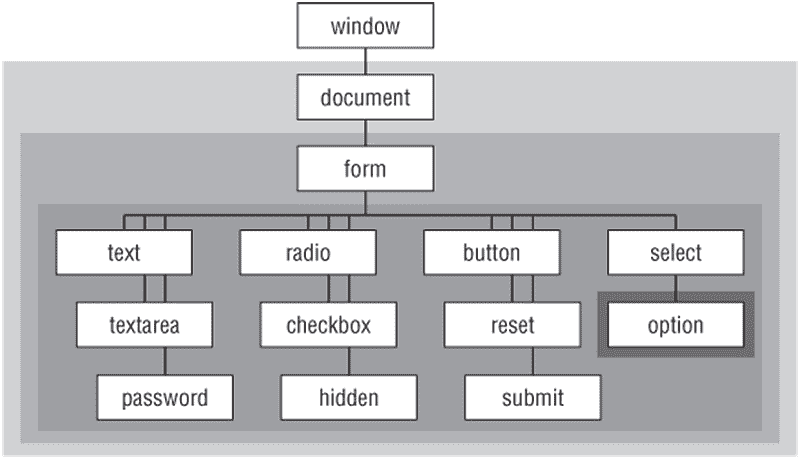 window
document
form
text
radio
button
select
textarea
checkbox
reset
option
password
hidden
submit